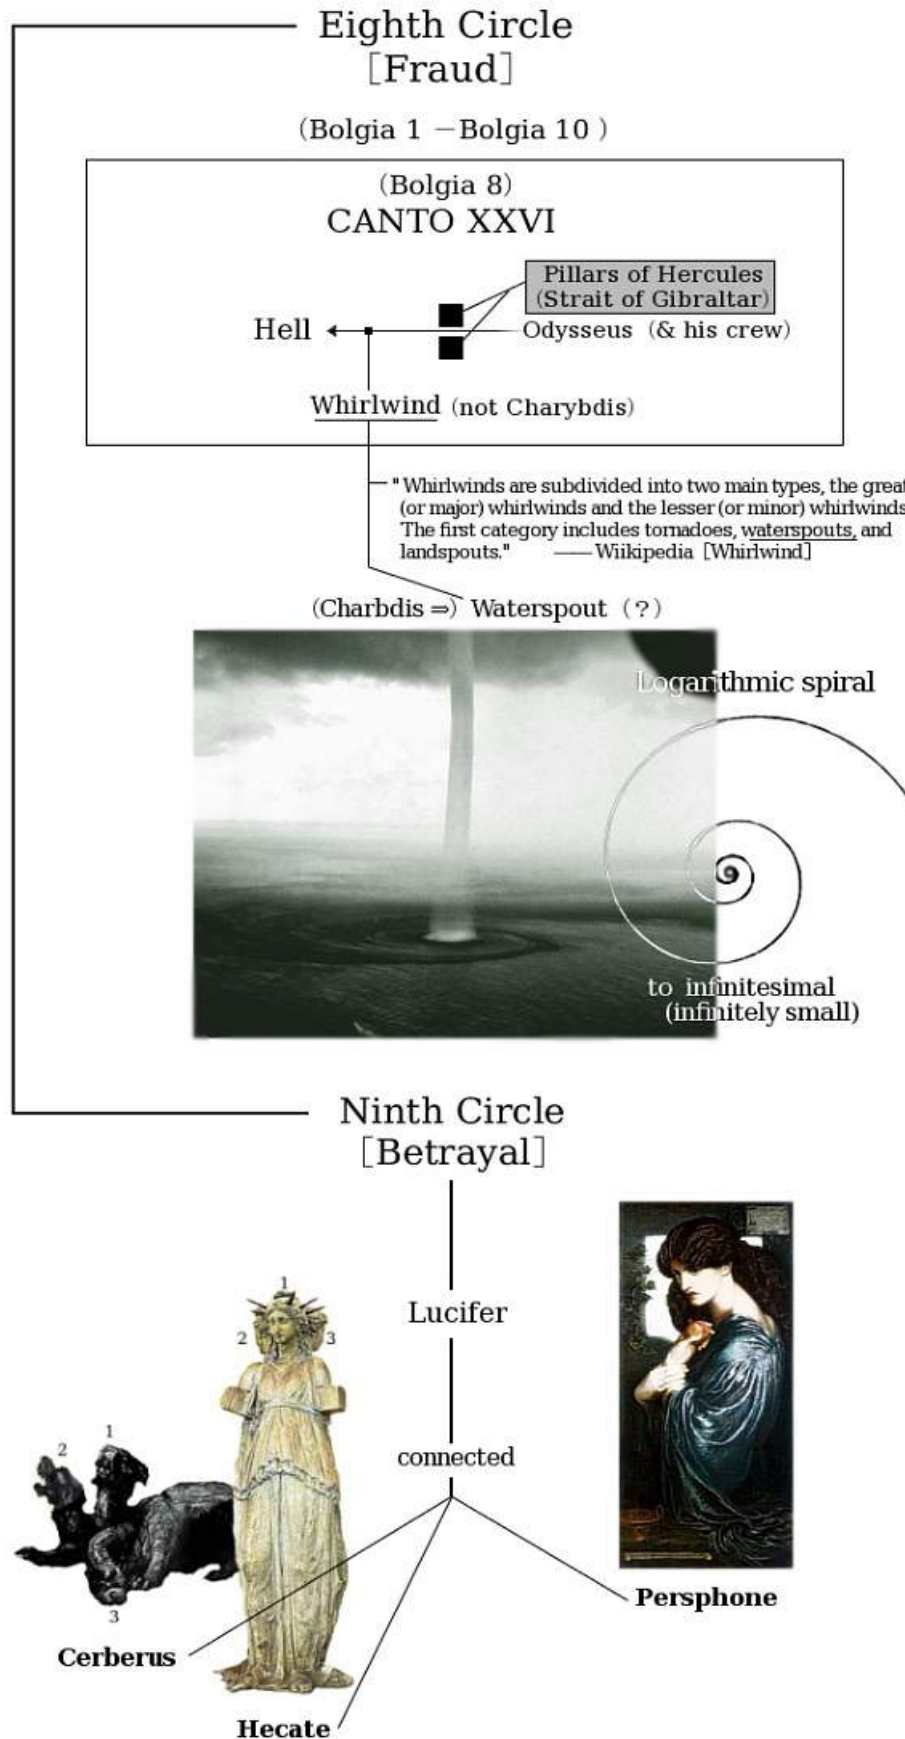 Eighth Circle
[Fraud]
(Bolgia 1 — Bolgia 10 )
(Bolgia 8)
CANTO XXVI
Pillars of Hercules
(Strait of Gibraltar)
Hell
Odysseus (& his crew)
Whirlwind (not Charybdis)
" Whirlwinds are subdivided into two main types, the great
(or major) whirlwinds and the lesser (or minor) whirlwinds
The first category includes tornadoes, waterspouts, and
landspouts." —— Wiikipedia [Whirlwind]
(Charbdis ⇒) Waterspout (?)
Logarithmic spiral
to infinitesimal
(infinitely small)
Ninth Circle
[Betrayal]
Lucifer
1
2 3
connected
1
2
3
Persphone
Cerberus
Hecate